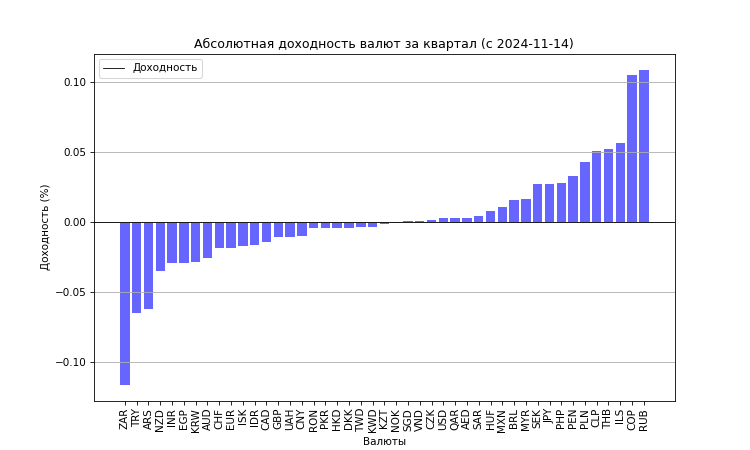 Абсолютная доходность валют за квартал (с 2024-11-14)
Доходность
0.10
0.05
0.00
−0.05
−0.10
Доходность (%)
ZAR TRY ARS NZD INR EGP KRW AUD CHF EUR ISK IDR CAD GBP UAH CNY RON PKR HKD DKK TWD KWD KZT NOK SGD VND CZK USD QAR AED SAR HUF MXN BRL MYR SEK JPY PHP PEN PLN CLP THB ILS COP RUB
Валюты